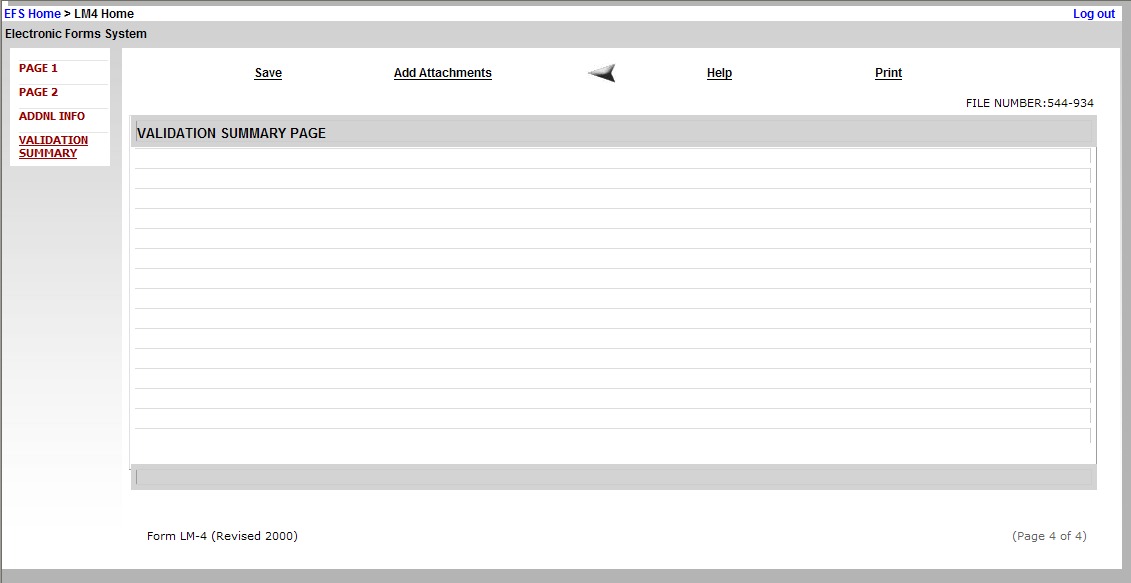 EFS Home > LM4 Home
Log out
Electronic Forms System
PAGE 1
PAGE 2
ADDNL INFO
VALIDATION
SUMMARY
Save
Add Attachments
Help
Print
FILE NUMBER:544-934
VALIDATION SUMMARY PAGE
Form LM-4 (Revised 2000)
(Page 4 of 4)